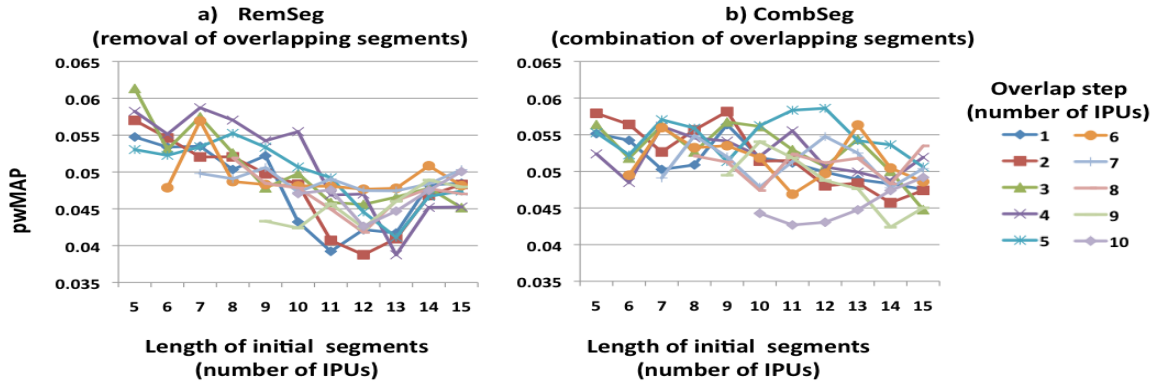 a) RemSeg
(removal of overlapping segments)
b) CombSeg
(combination of overlapping segments)
pwMAP
0.065
0.06
0.055
0.05
0.045
0.04
0.035
5 6 7 8 9 10 11 12 13 14 15
Length of initial segments
(number of IPUs)
0.065
0.06
0.055
0.05
0.045
0.04
0.035
5 6 7 8 9 10 11 12 13 14 15
Length of initial segments
(number of IPUs)
Overlap step
(number of IPUs)
1 6
2 7
3 8
4 9
5 10